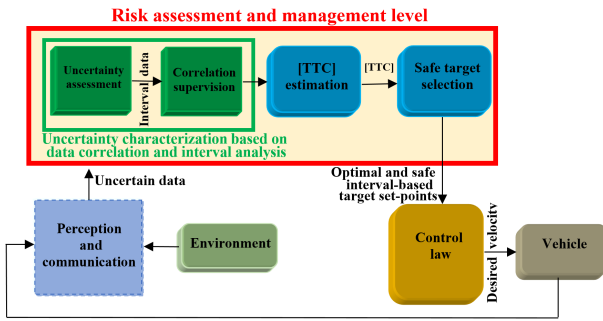 Risk assessment and management level
Uncertainty
assessment
Interval data
Correlation
supervision
[TTC]
estimation
[TTC]
Safe target
selection
Uncertainty characterization based on
data correlation and interval analysis
Uncertain data
Optimal and safe
interval-based
target set-points
Perception
and
communication
Environment
Control
law
Desired velocity
Vehicle